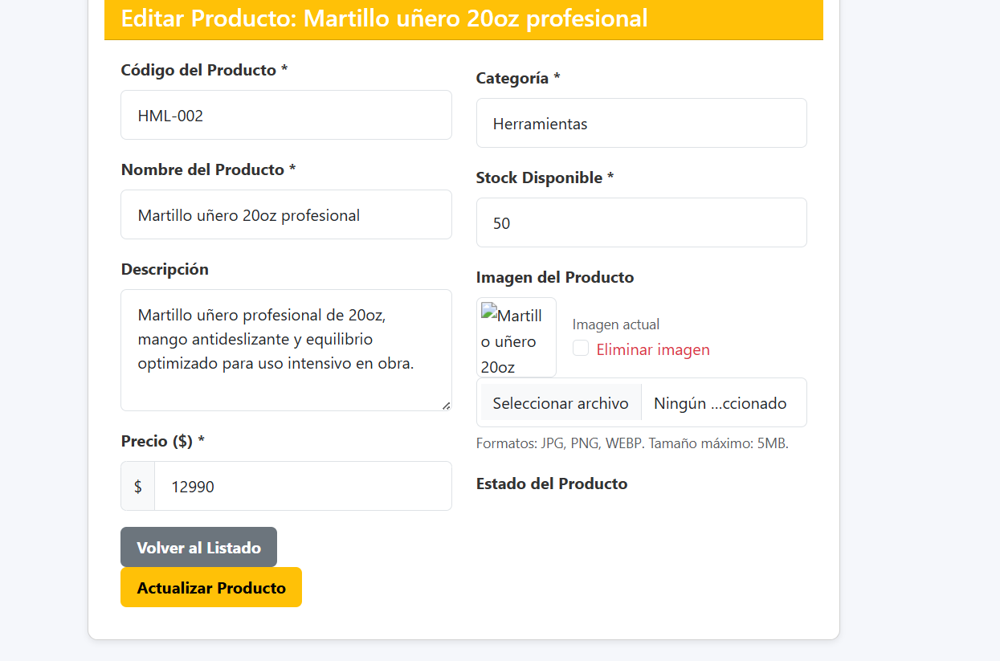 Editar Producto: Martillo uñero 20oz profesional
Código del Producto *
HML-002
Nombre del Producto *
Martillo uñero 20oz profesional
Descripción
Martillo uñero profesional de 20oz,
mango antideslizante y equilibrio
optimizado para uso intensivo en obra.
Precio ($) *
$ 12990
Categoría *
Herramientas
Stock Disponible *
50
Imagen del Producto
Martill
o uñero
20oz
Imagen actual
Eliminar imagen
Seleccionar archivo Ningún ...ccionado
Formatos: JPG, PNG, WEBP. Tamaño máximo: 5MB.
Estado del Producto
Volver al Listado
Actualizar Producto